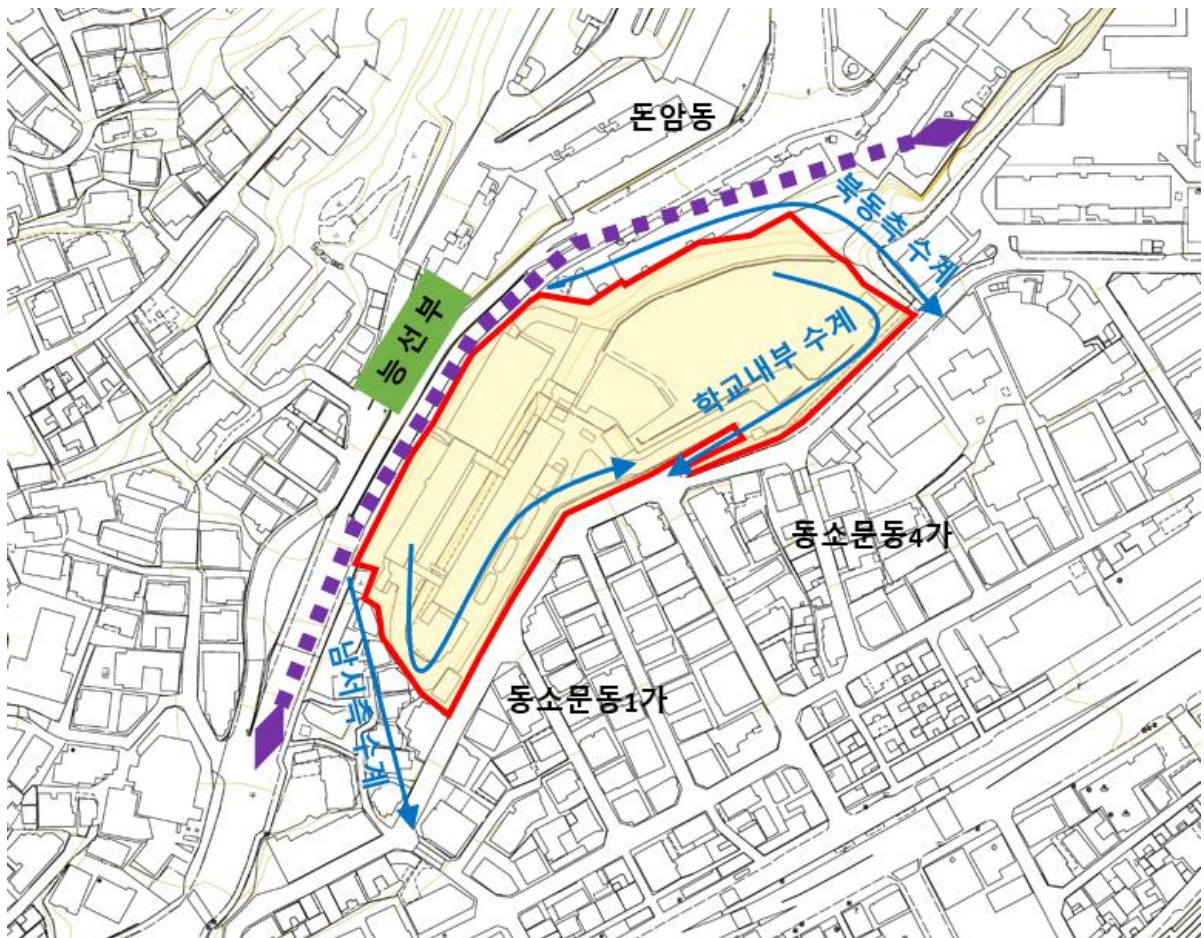 돈암동
북동측 수계
능선부
학교내부 수계
동소문동4가
남서측 수계
동소문동1가